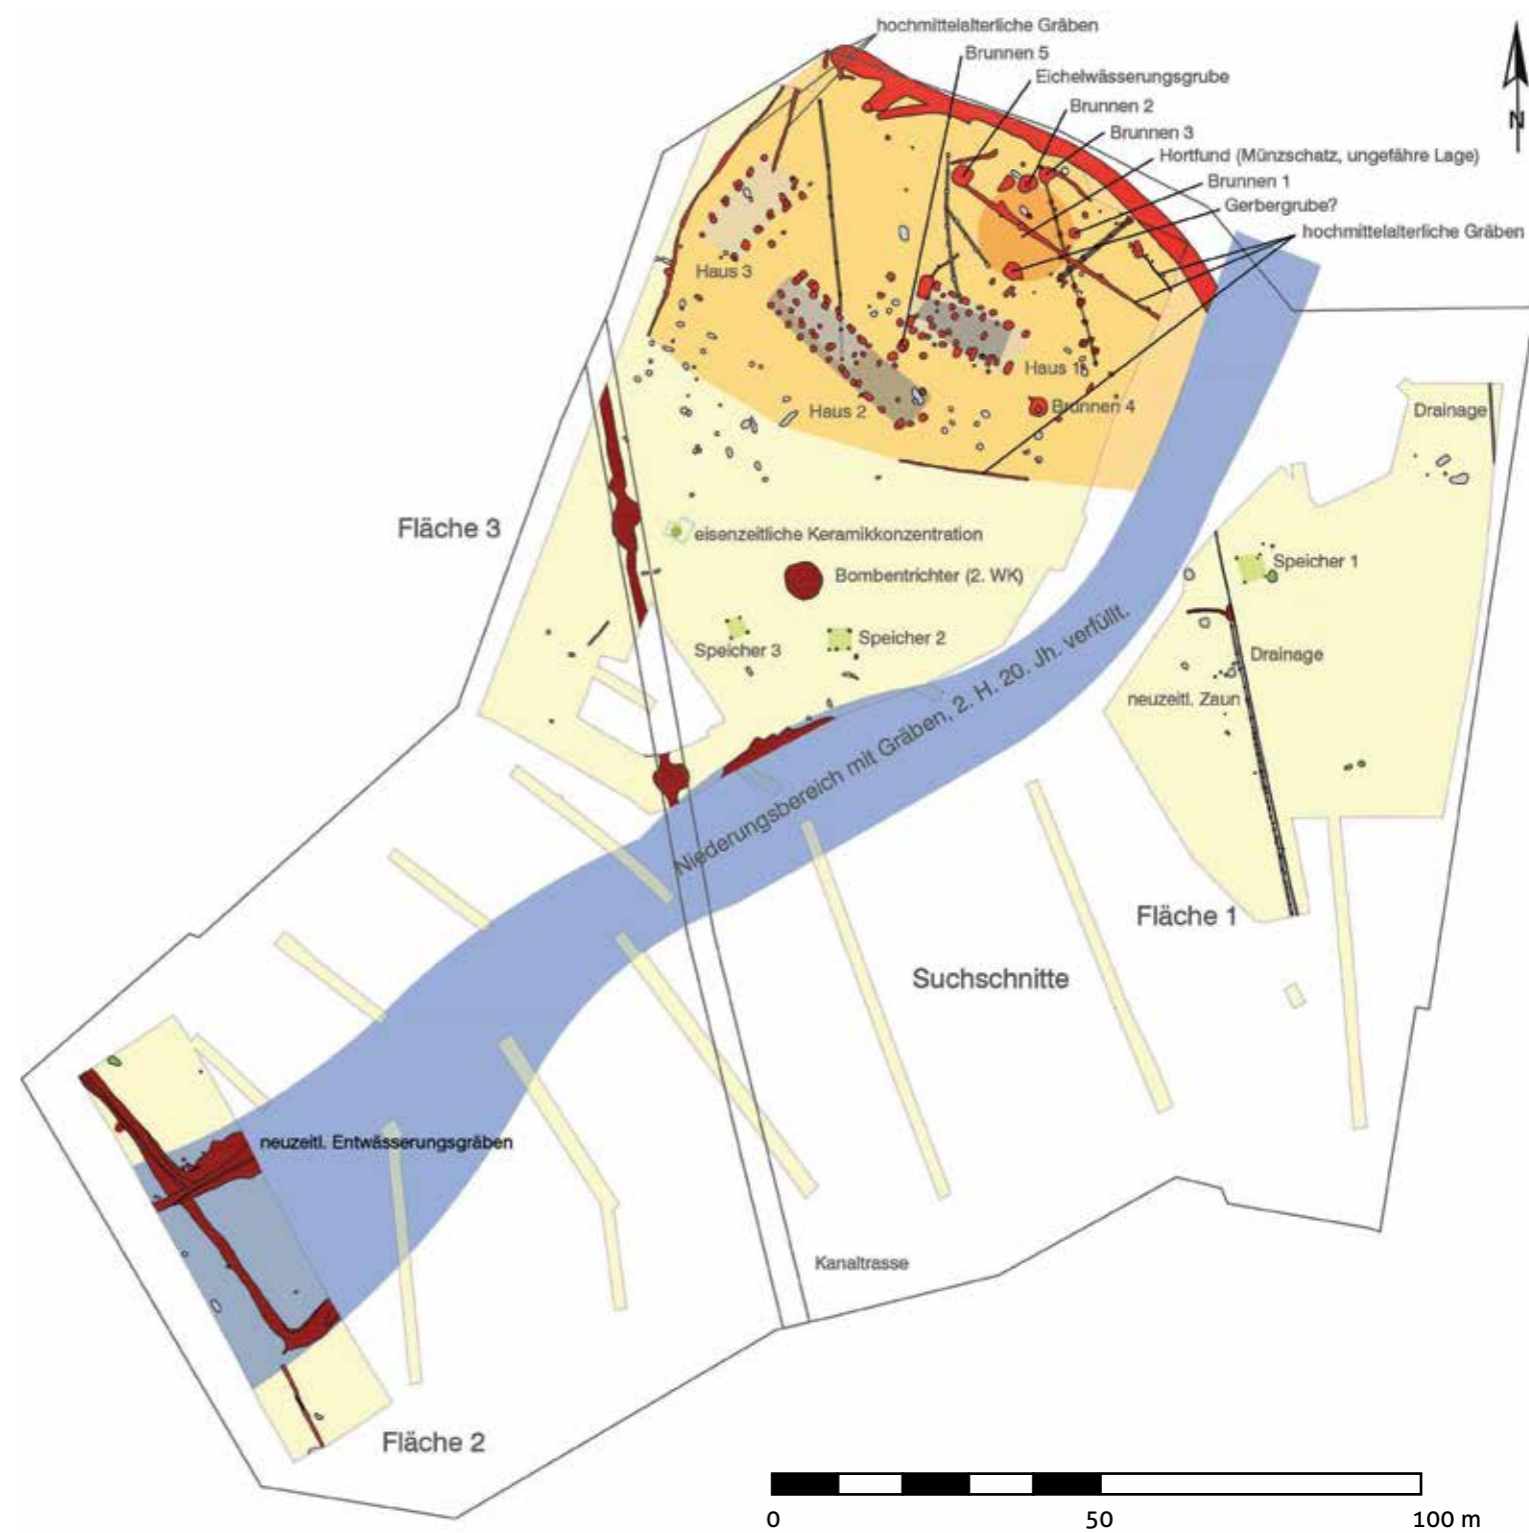 hochmittelalterliche Gräben
Brunnen 5
Eichelwässerungsgrube
Brunnen 2
Brunnen 3
Hortfund (Münzschatz, ungefähre Lage)
Brunnen 1
Gerbergrube?
hochmittelalterliche Gräben
N
Haus 3
Haus 1
Haus 2
Brunnen 4
Drainage
Fläche 3
eisenzeitliche Keramikkonzentration
Bombentrichter (2. WK)
Speicher 1
Speicher 3
Speicher 2
Drainage
neuzeitl. Zaun
Niederungsbereich mit Gräben, 2. H. 20. Jh. verfüllt.
Fläche 1
Suchschnitte
neuzeitl. Entwässerungsgräben
Kanaltrasse
Fläche 2
0 50 100 m